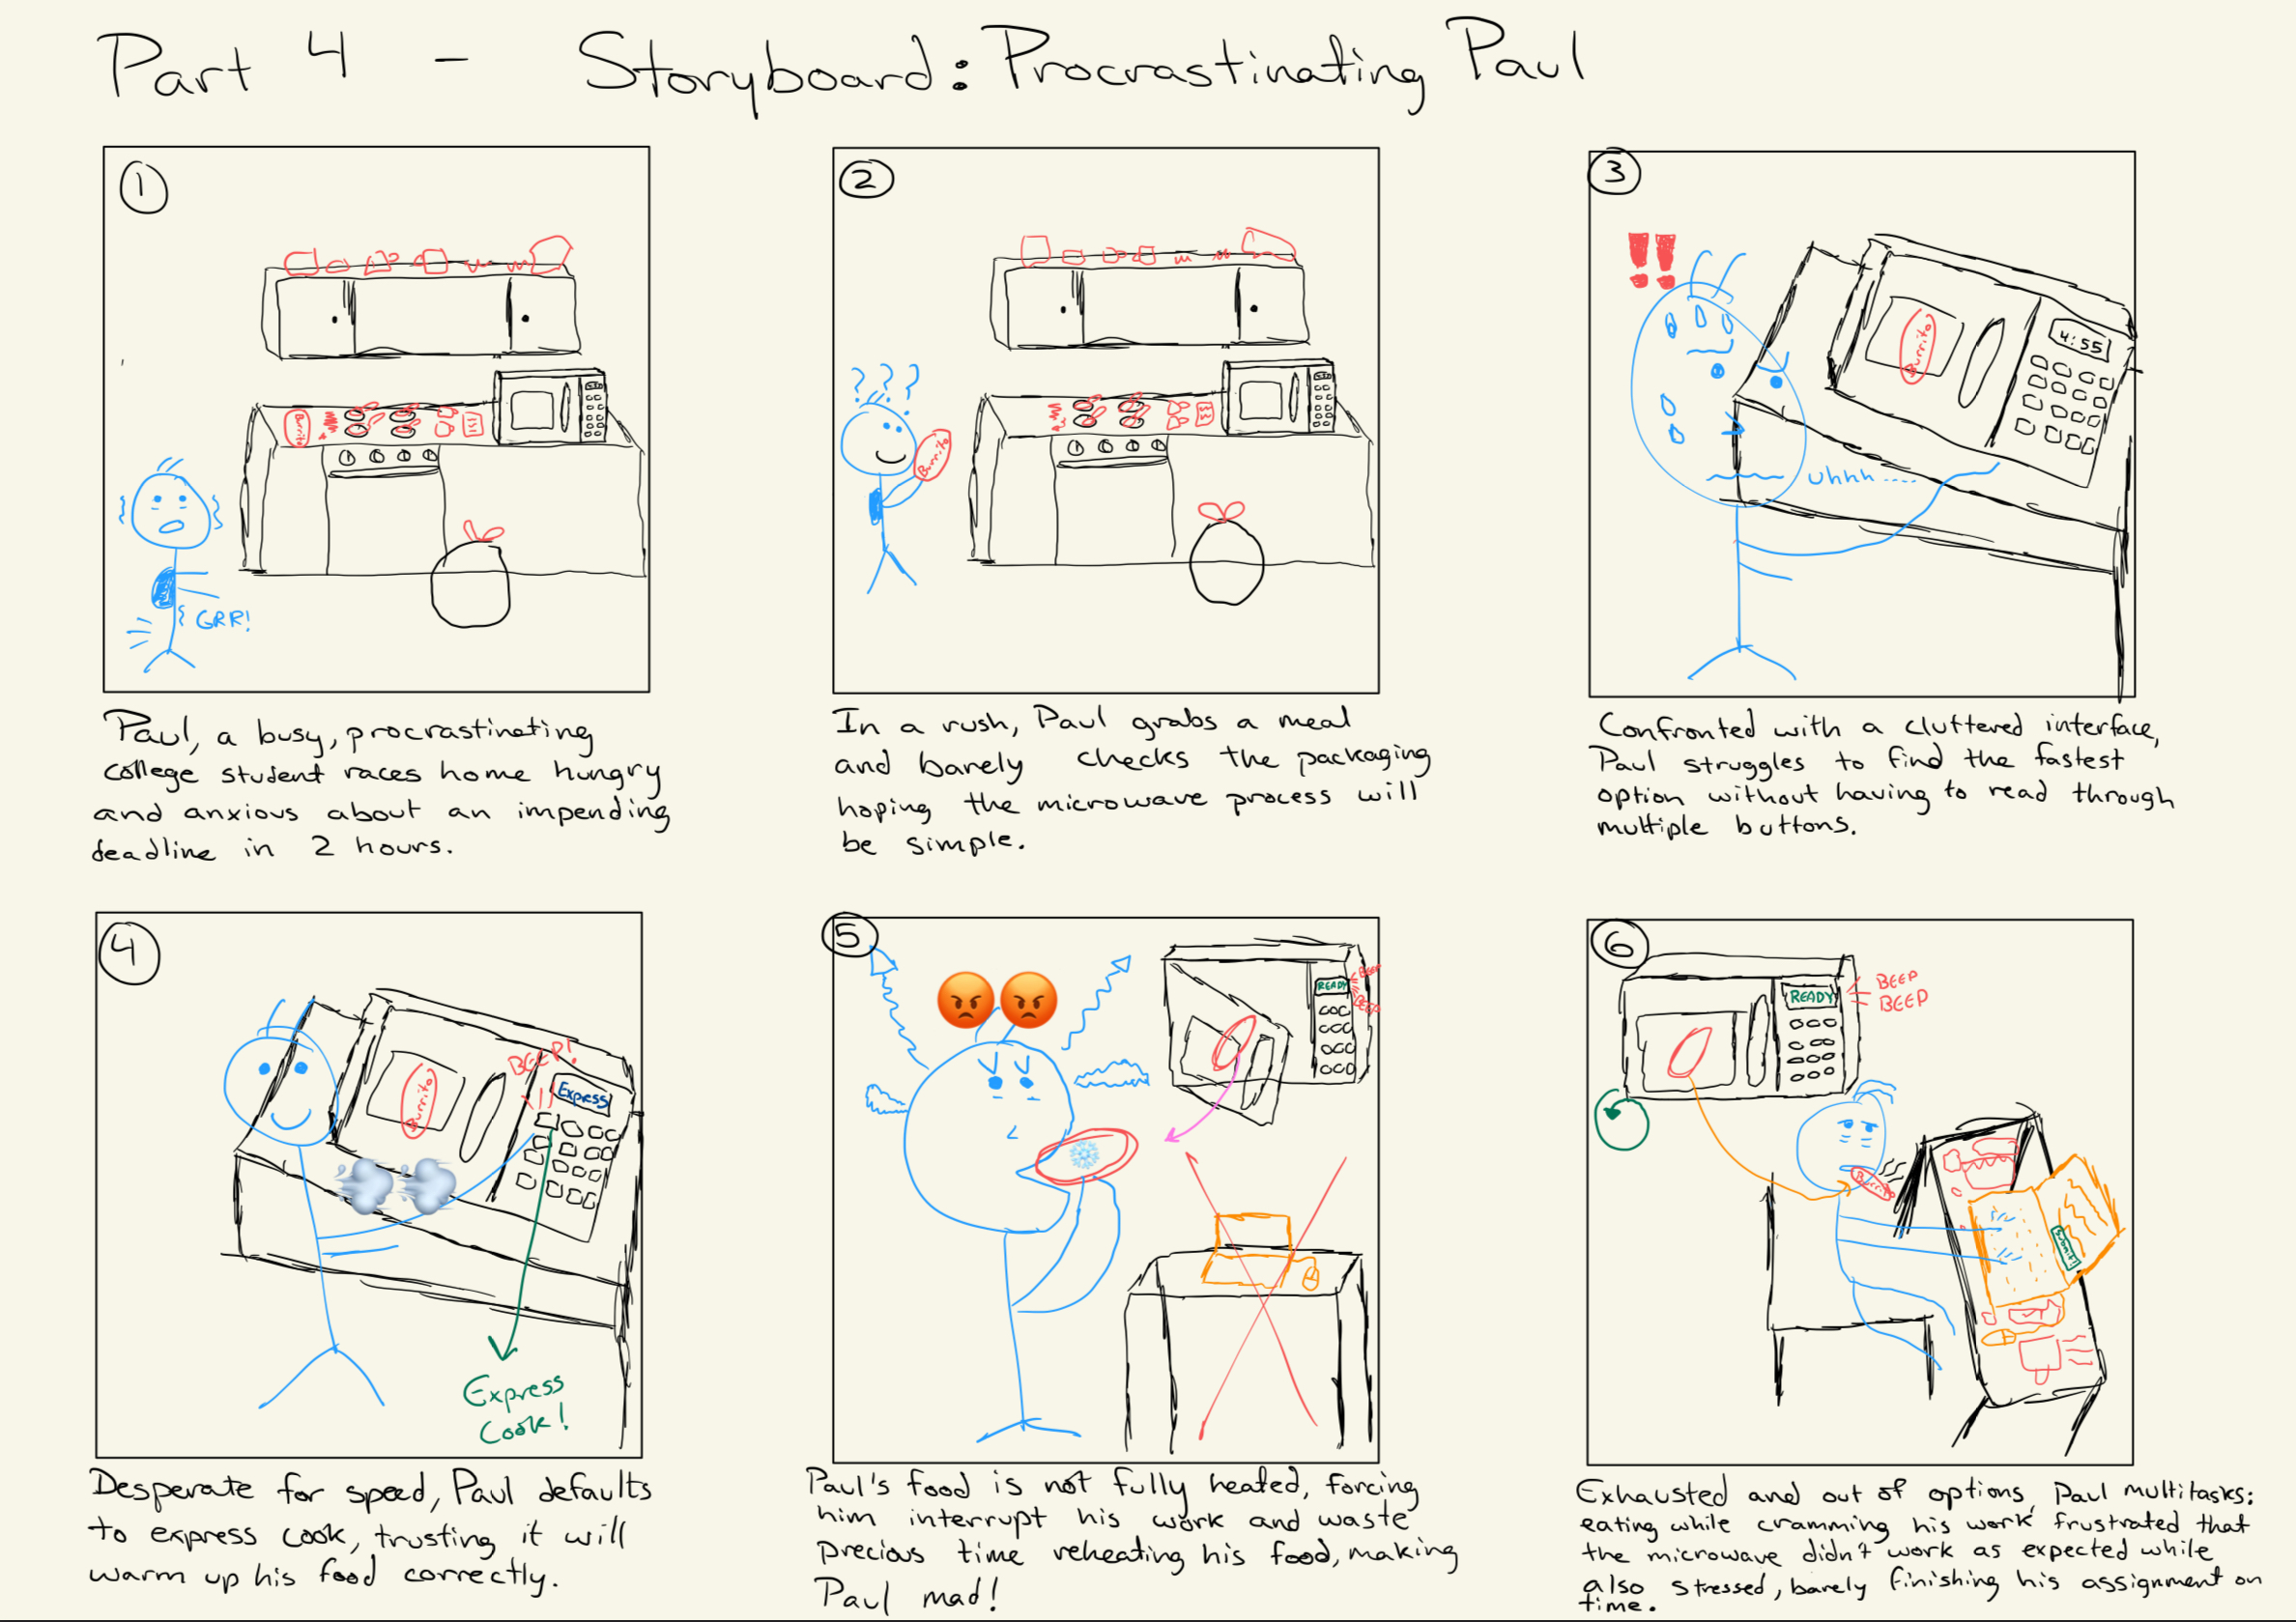 Part 4 - Storyboard: Procrastinating Paul
1
Burrito
GRR!
Paul, a busy, procrastinating
college student races home hungry
and anxious about an impending
deadline in 2 hours.
2
???
Burrito
In a rush, Paul grabs a meal
and barely checks the packaging
hoping the microwave process will
be simple.
3
!!
Burrito
4:55
Uhhh.....
Confronted with a cluttered interface,
Paul struggles to find the fastest
option without having to read through
multiple buttons.
4
BEEP!
Express
Burrito
Express
Cook!
Desperate for speed, Paul defaults
to express cook, trusting it will
warm up his food correctly.
5
READY
BEEP
BEEP
Paul's food is not fully heated, forcing
him interrupt his work and waste
precious time reheating his food, making
Paul mad!
6
READY
BEEP
BEEP
Burrito
Submit
Exhausted and out of options, Paul multitasks:
eating while cramming his work frustrated that
the microwave didn't work as expected while
also stressed, barely finishing his assignment on
time.